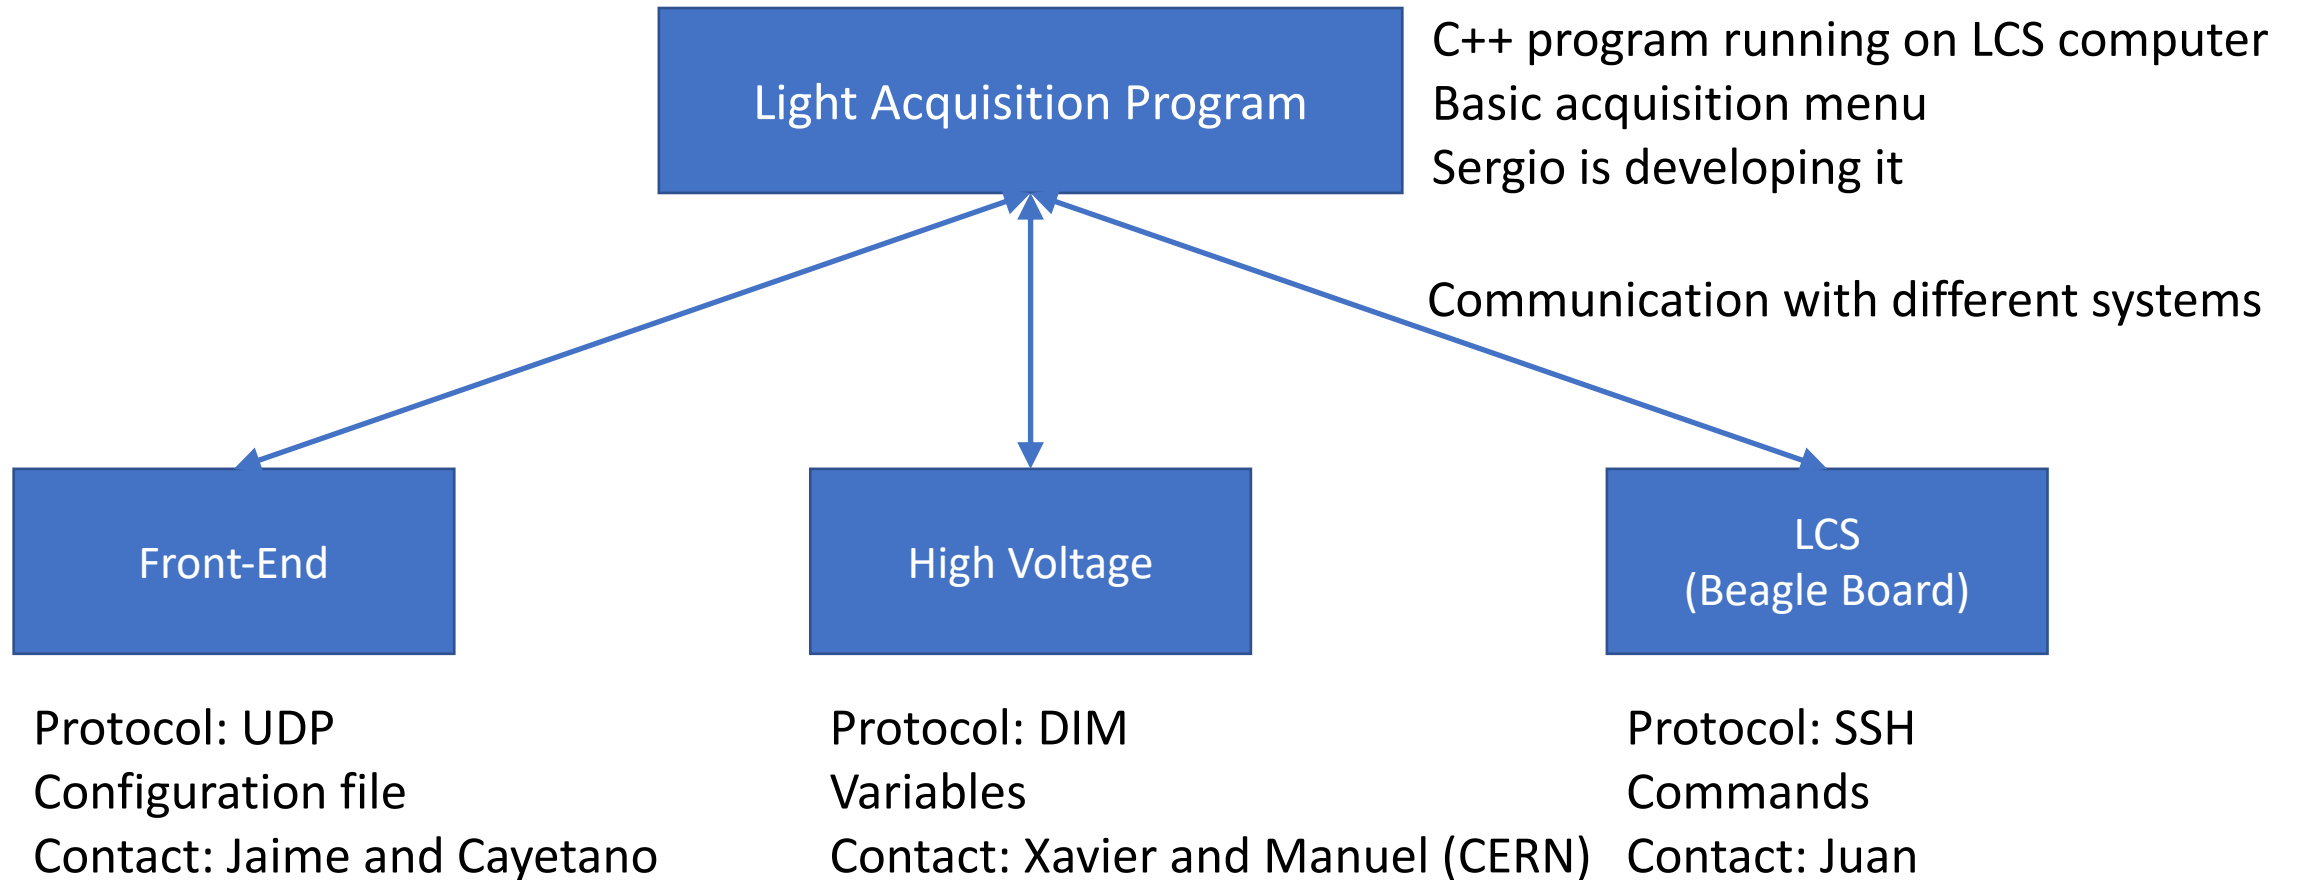 Light Acquisition Program
C++ program running on LCS computer
Basic acquisition menu
Sergio is developing it
Communication with different systems
Front-End
High Voltage
LCS
(Beagle Board)
Protocol: UDP
Configuration file
Contact: Jaime and Cayetano
Protocol: DIM
Variables
Contact: Xavier and Manuel (CERN)
Protocol: SSH
Commands
Contact: Juan